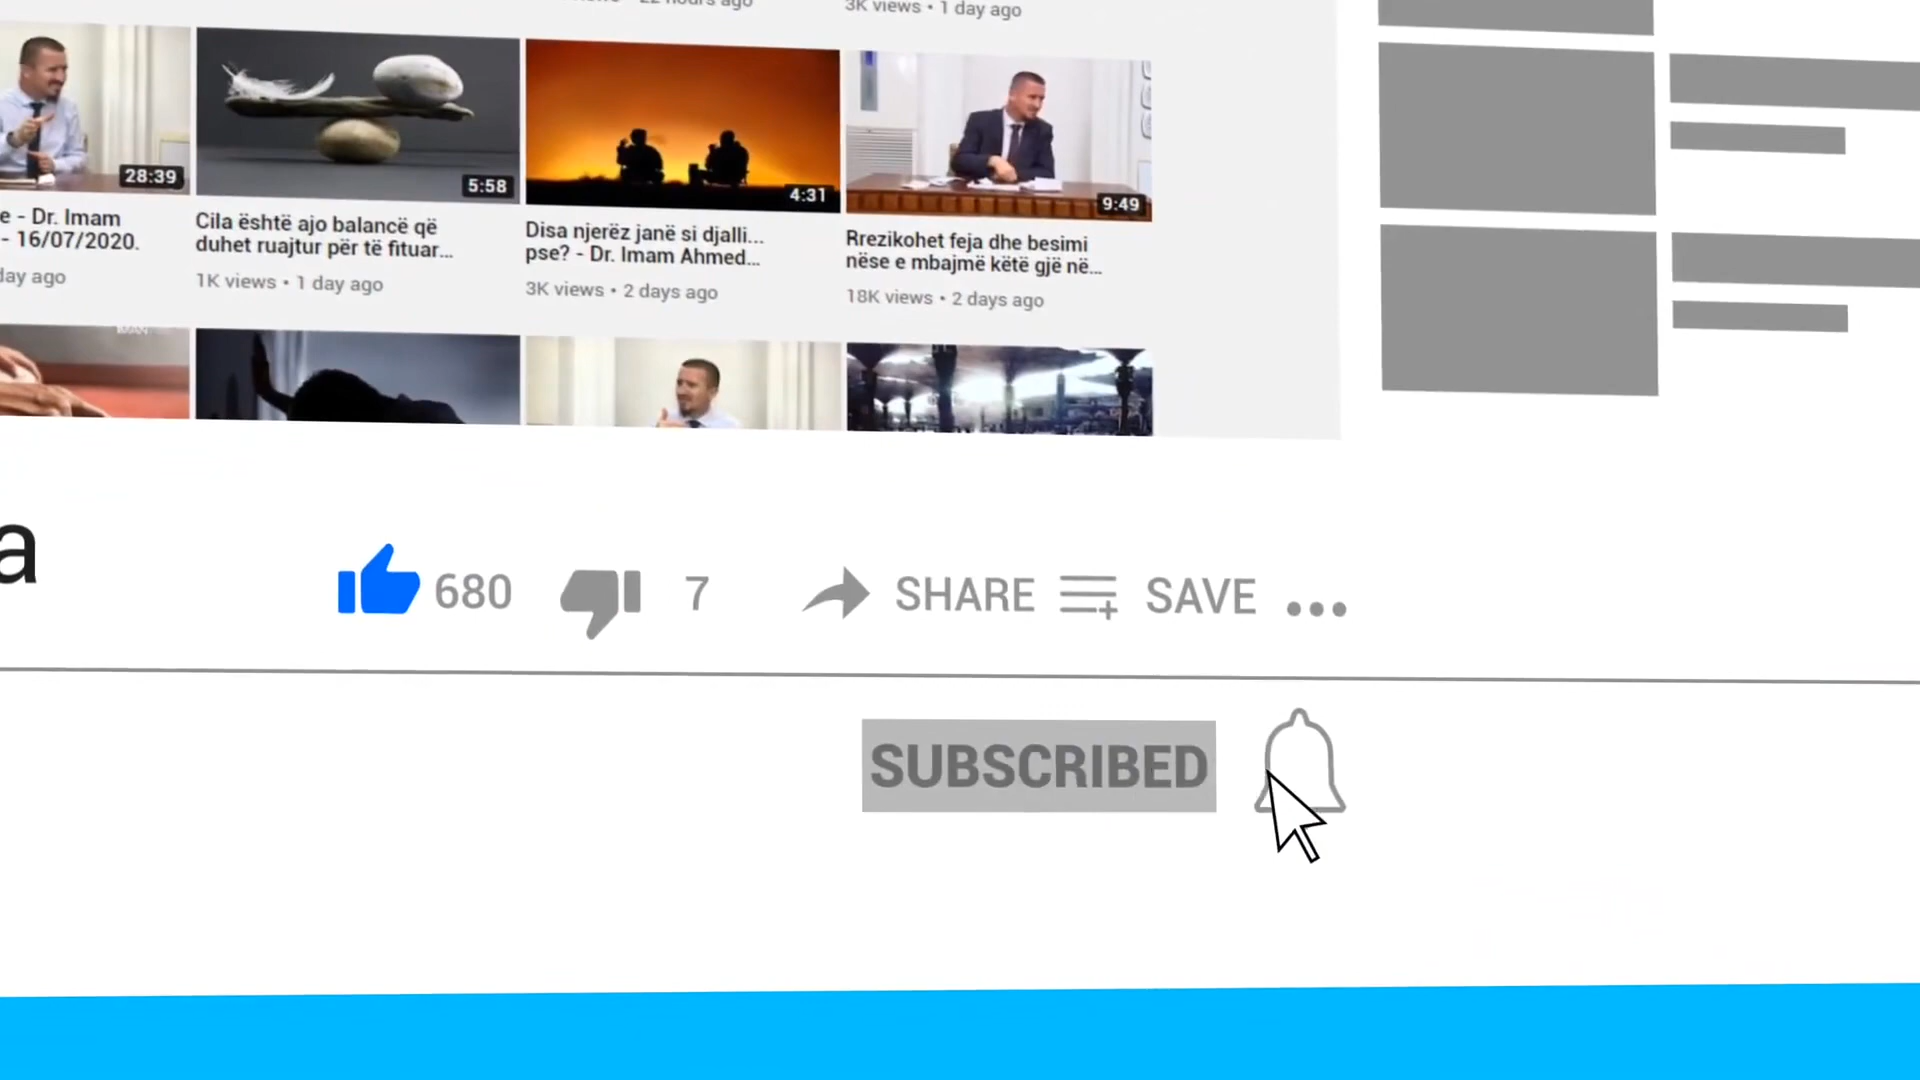 22 hours ago
3K views • 1 day ago
28:39
5:58
4:31
9:49
e - Dr. Imam
- 16/07/2020.
day ago
Cila është ajo balancë që
duhet ruajtur për të fituar...
1K views • 1 day ago
Disa njerëz janë si djalli...
pse? - Dr. Imam Ahmed...
3K views • 2 days ago
Rrezikohet feja dhe besimi
nëse e mbajmë këtë gjë në...
18K views • 2 days ago
a
680
7
SHARE
SAVE
SUBSCRIBED